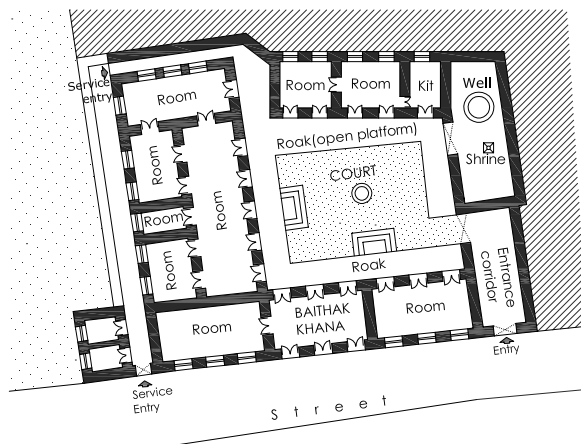 Service
entry
Room
Room
Room
Kit
Well
Roak(open platform)
Room
COURT
Shrine
Room
Room
Room
Roak
Entrance
corridor
Room
BAITHAK
KHANA
Room
Entry
Service
Entry
Street